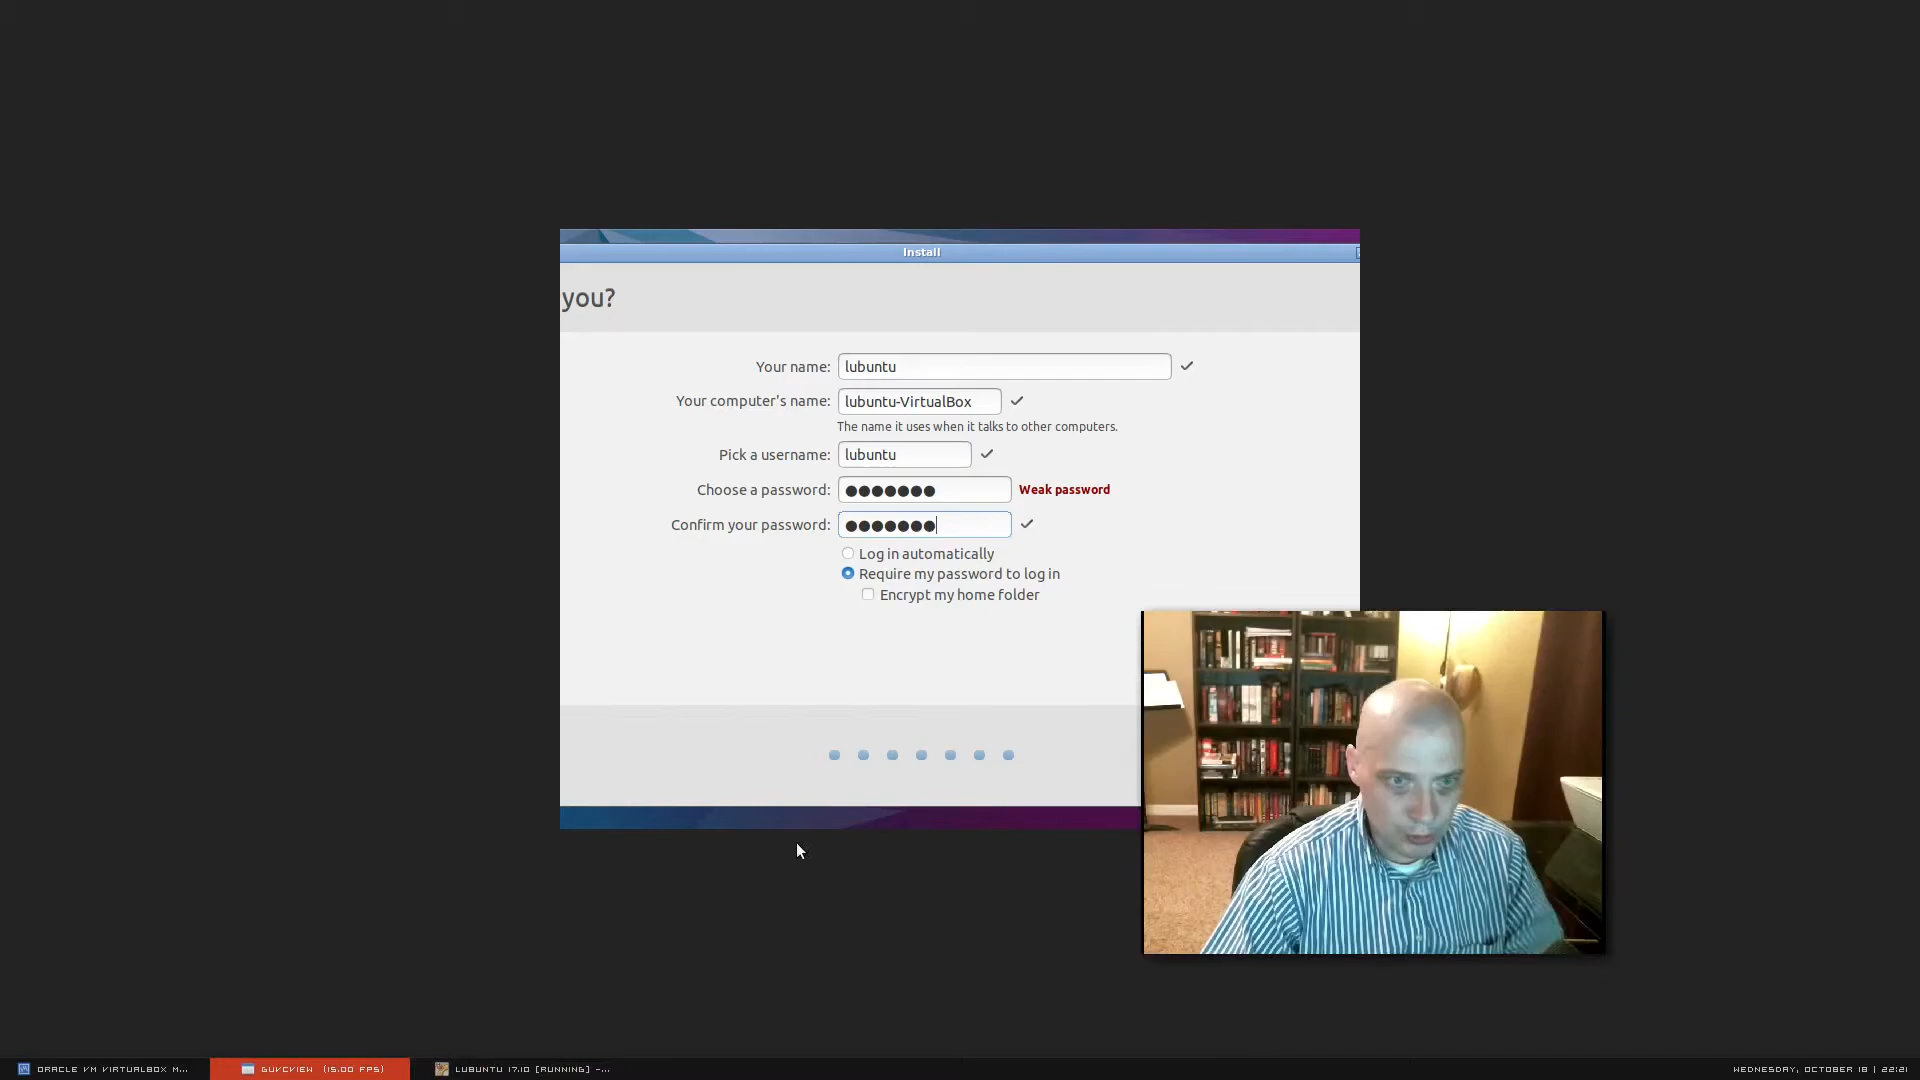 Install
you?
Your name: lubuntu
Your computer's name: lubuntu-VirtualBox
The name it uses when it talks to other computers.
Pick a username: lubuntu
Choose a password: ●●●●●●● Weak password
Confirm your password: ●●●●●●●
Log in automatically
Require my password to log in
Encrypt my home folder
ORACLE VM VIRTUALBOX M... GUVCVIEW (15.00 FPS) LUBUNTU 17.10 [RUNNING] -... WEDNESDAY, OCTOBER 18 | 22:21